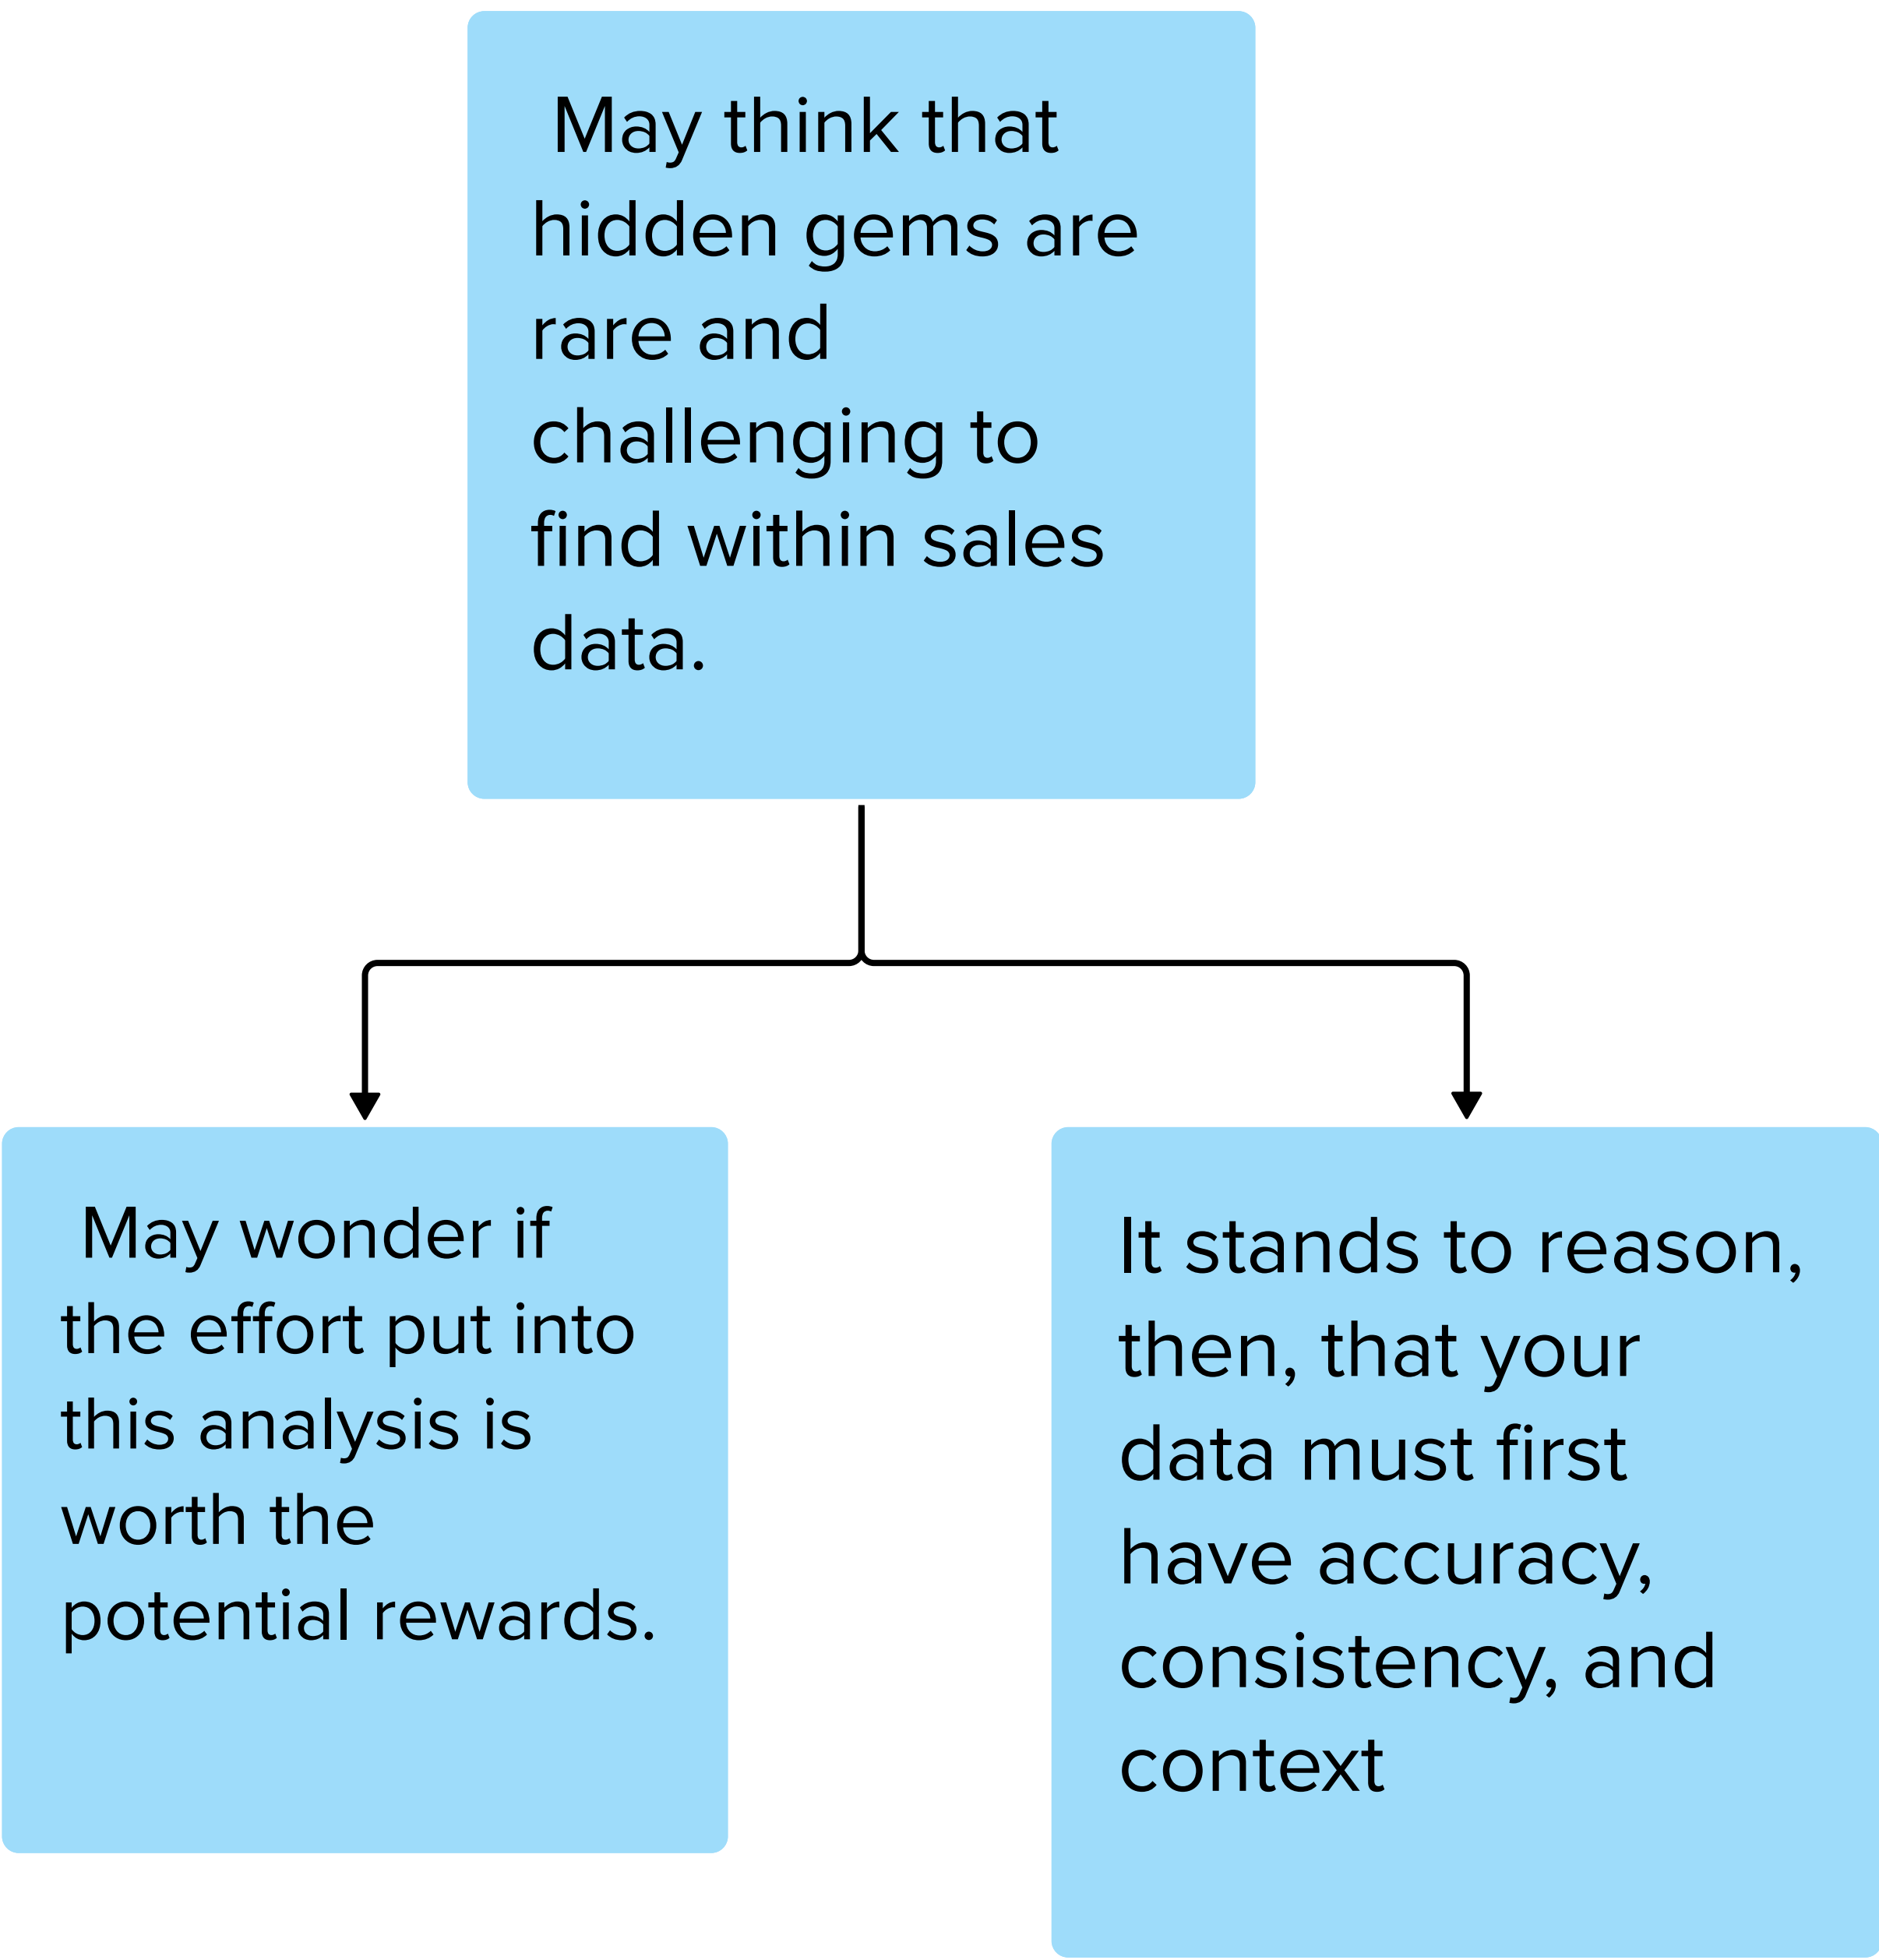 May think that
hidden gems are
rare and
challenging to
find within sales
data.
May wonder if
the effort put into
this analysis is
worth the
potential rewards.
It stands to reason,
then, that your
data must first
have accuracy,
consistency, and
context